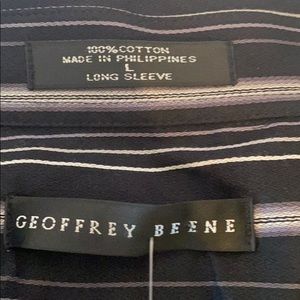 100% COTTON
MADE IN PHILIPPINES
L
LONG SLEEVE
GEOFFREY BEENE